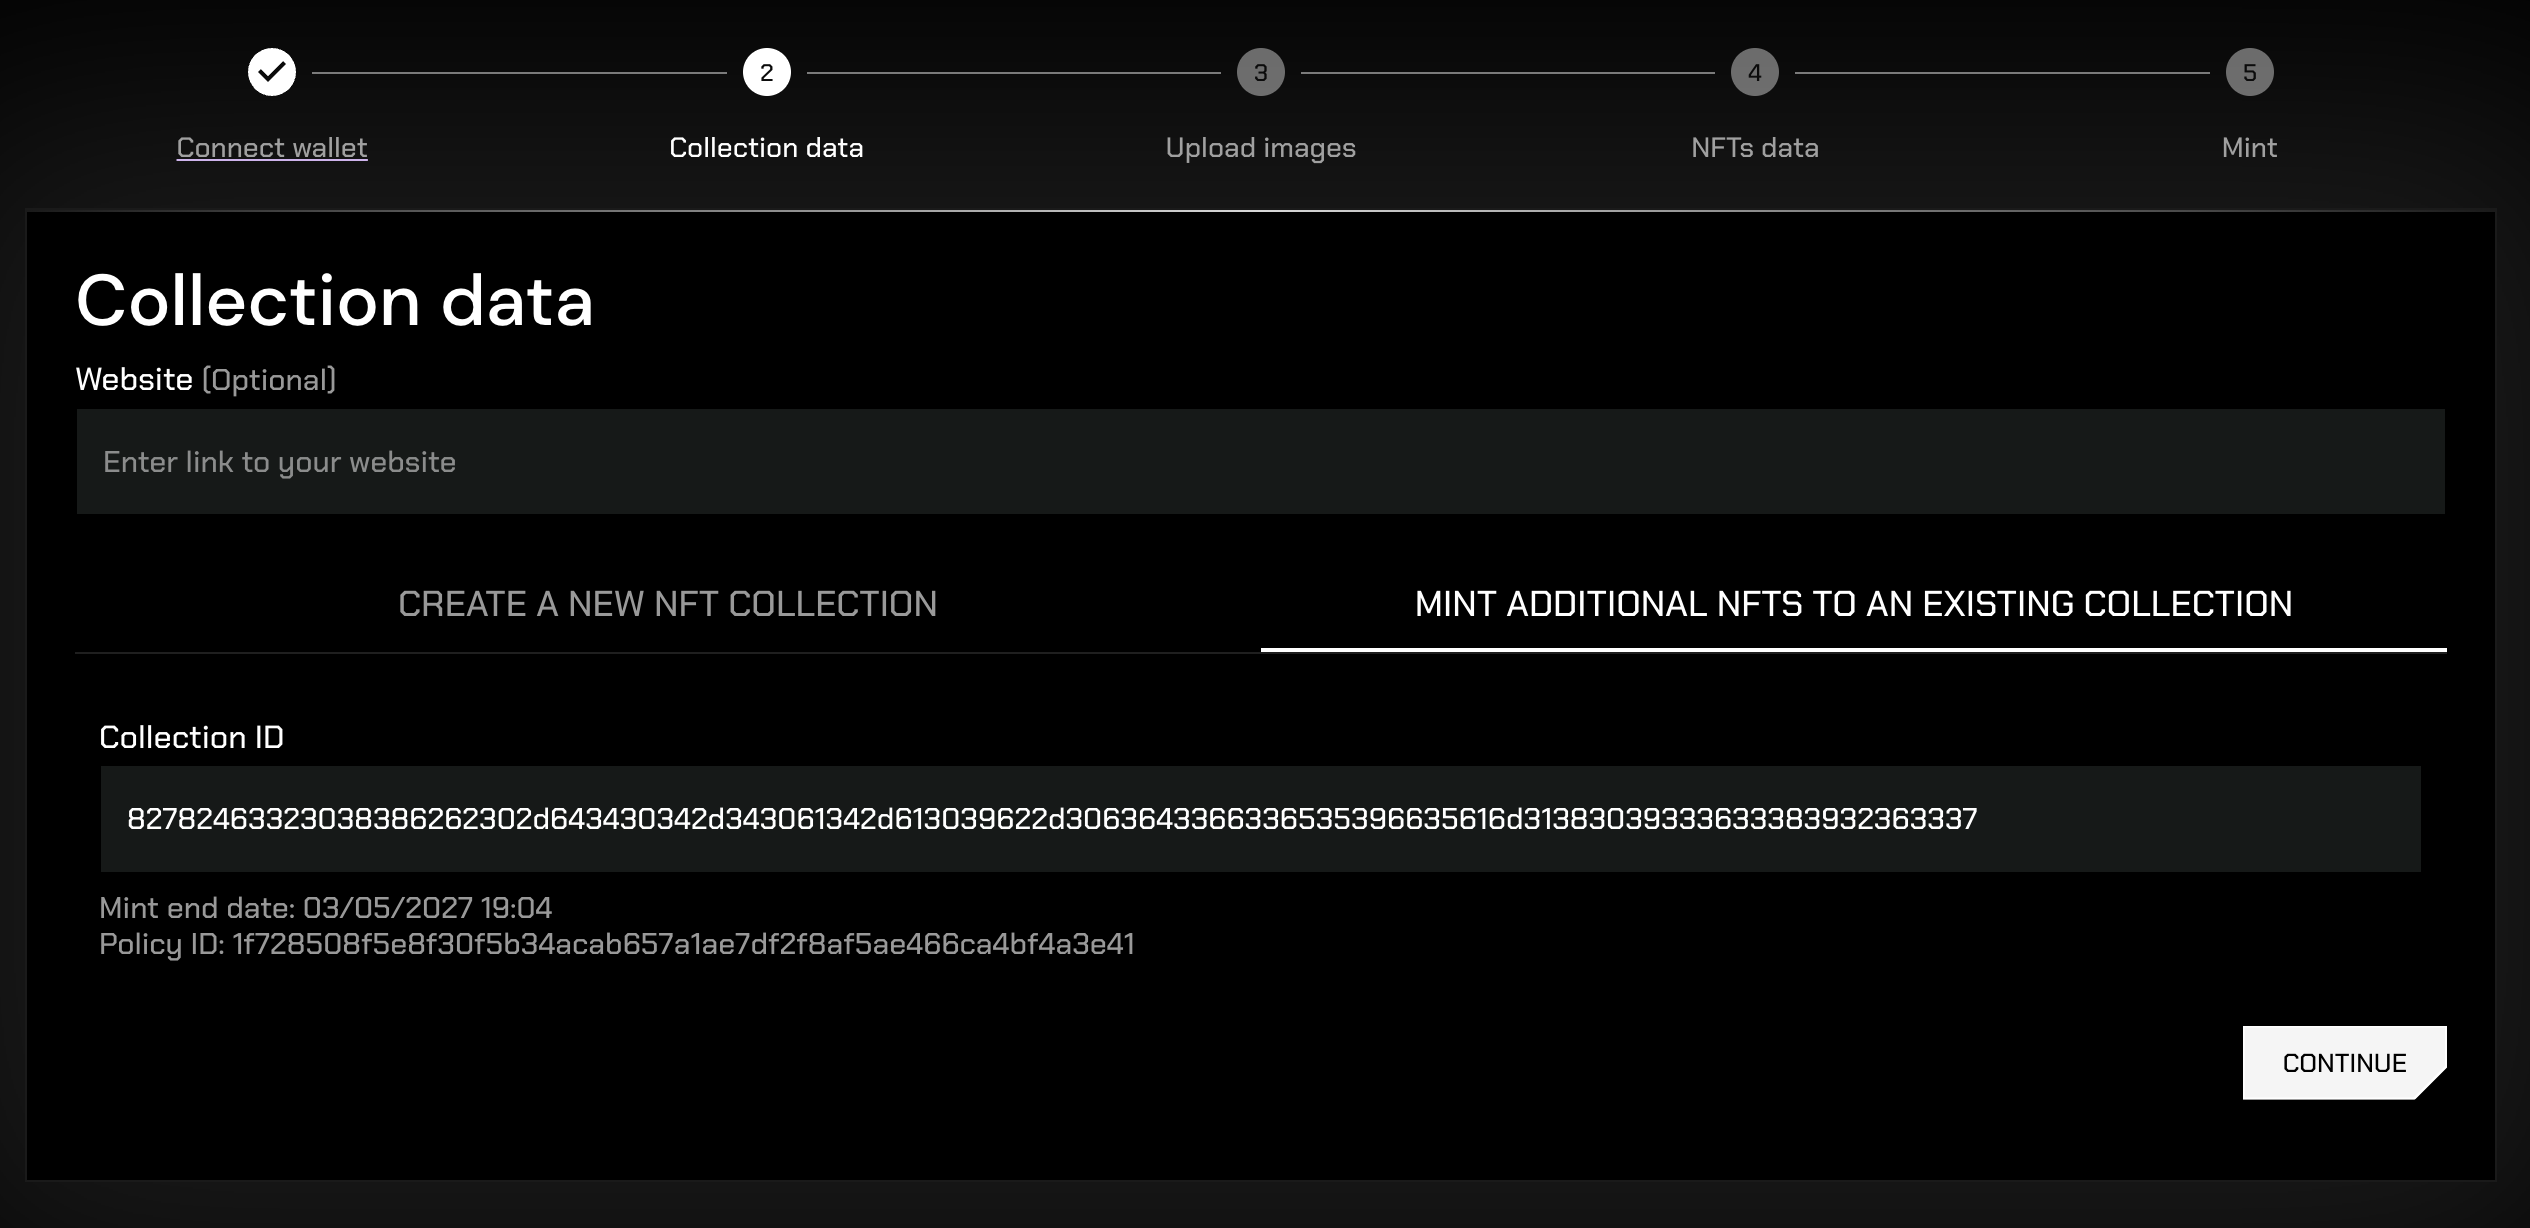 2 3 4 5
Connect wallet Collection data Upload images NFTs data Mint
Collection data
Website (Optional)
Enter link to your website
CREATE A NEW NFT COLLECTION MINT ADDITIONAL NFTS TO AN EXISTING COLLECTION
Collection ID
82782463323038386262302d643430342d343061342d613039622d306364336633653539663561​6d31383039333633383932363337
Mint end date: 03/05/2027 19:04
Policy ID: 1f728508f5e8f30f5b34acab657a1ae7df2f8af5ae466ca4bf4a3e41
CONTINUE